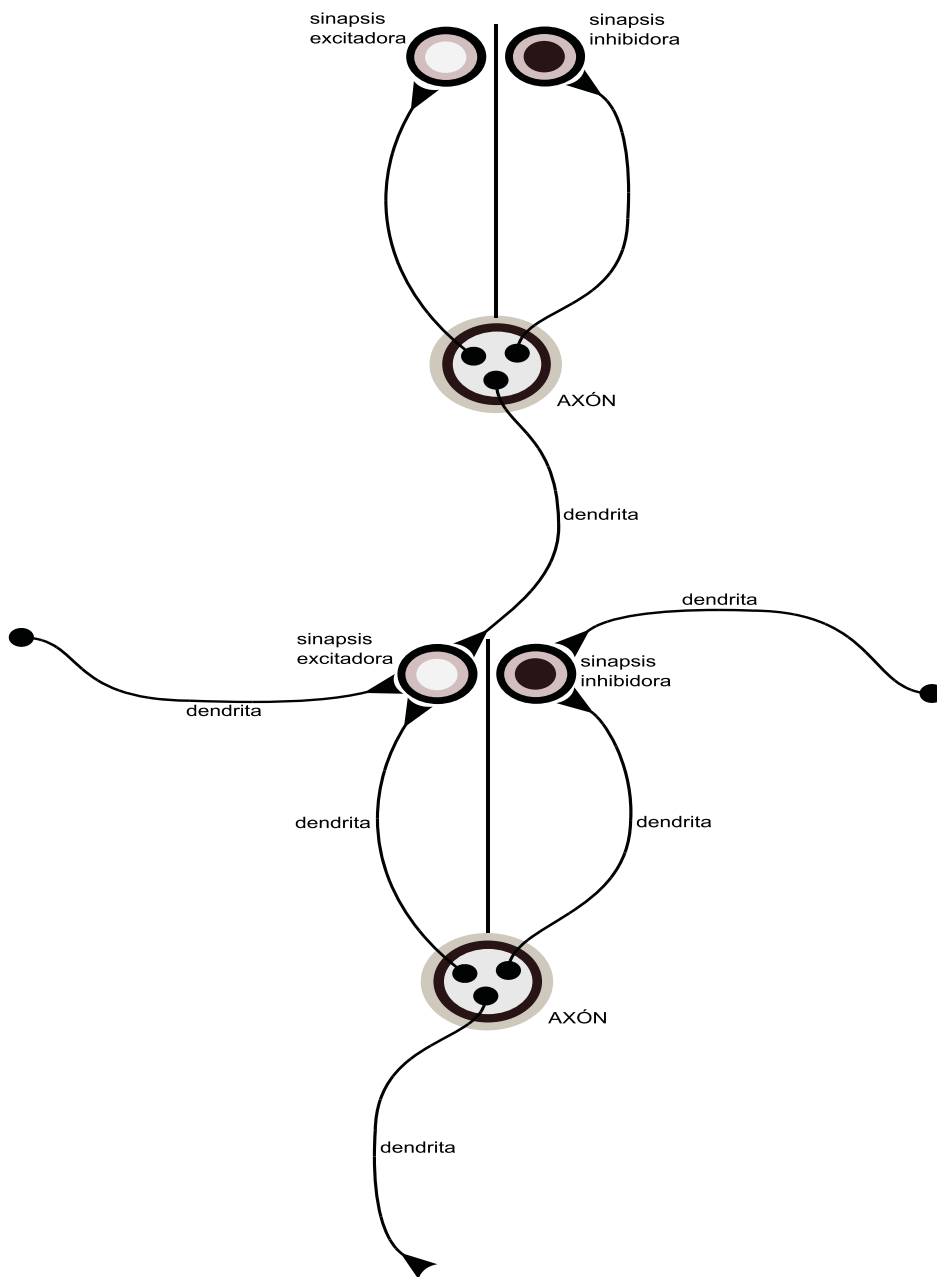 sinapsis
excitadora
sinapsis
inhibidora
AXÓN
dendrita
dendrita
sinapsis
excitadora
sinapsis
inhibidora
dendrita
dendrita
dendrita
AXÓN
dendrita